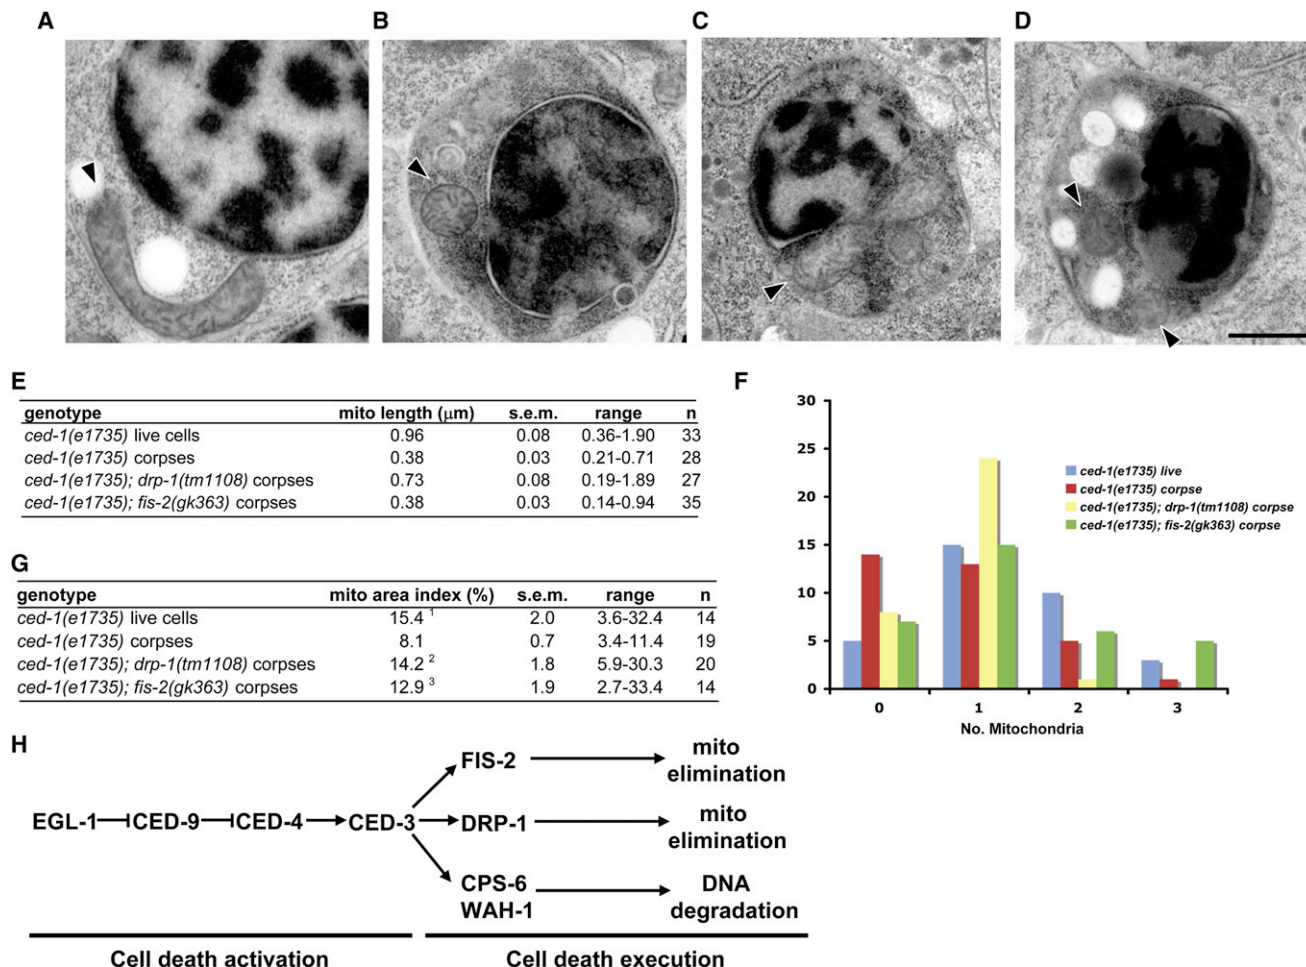 A
B
C
D
E
genotype mito length (μm) s.e.m. range n
ced-1(e1735) live cells 0.96 0.08 0.36-1.90 33
ced-1(e1735) corpses 0.38 0.03 0.21-0.71 28
ced-1(e1735); drp-1(tm1108) corpses 0.73 0.08 0.19-1.89 27
ced-1(e1735); fis-2(gk363) corpses 0.38 0.03 0.14-0.94 35
F
30
25
20
15
10
5
0
0 1 2 3
No. Mitochondria
ced-1(e1735) live
ced-1(e1735) corpse
ced-1(e1735); drp-1(tm1108) corpse
ced-1(e1735); fis-2(gk363) corpse
G
genotype mito area index (%) s.e.m. range n
ced-1(e1735) live cells 15.4 1 2.0 3.6-32.4 14
ced-1(e1735) corpses 8.1 0.7 3.4-11.4 19
ced-1(e1735); drp-1(tm1108) corpses 14.2 2 1.8 5.9-30.3 20
ced-1(e1735); fis-2(gk363) corpses 12.9 3 1.9 2.7-33.4 14
H
EGL-1 CED-9 CED-4 CED-3
FIS-2
mito
elimination
DRP-1
mito
elimination
CPS-6
WAH-1
DNA
degradation
Cell death activation
Cell death execution